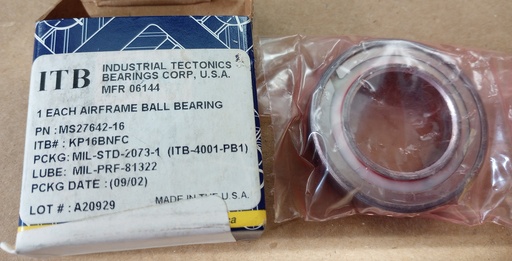 ITB
INDUSTRIAL TECTONICS
BEARINGS CORP, U.S.A.
MFR 06144
1 EACH AIRFRAME BALL BEARING
PN : MS27642-16
ITB# : KP16BNFC
PCKG: MIL-STD-2073-1 (ITB-4001-PB1)
LUBE: MIL-PRF-81322
PCKG DATE : (09/02)
LOT # : A20929
MADE IN THE U.S.A.